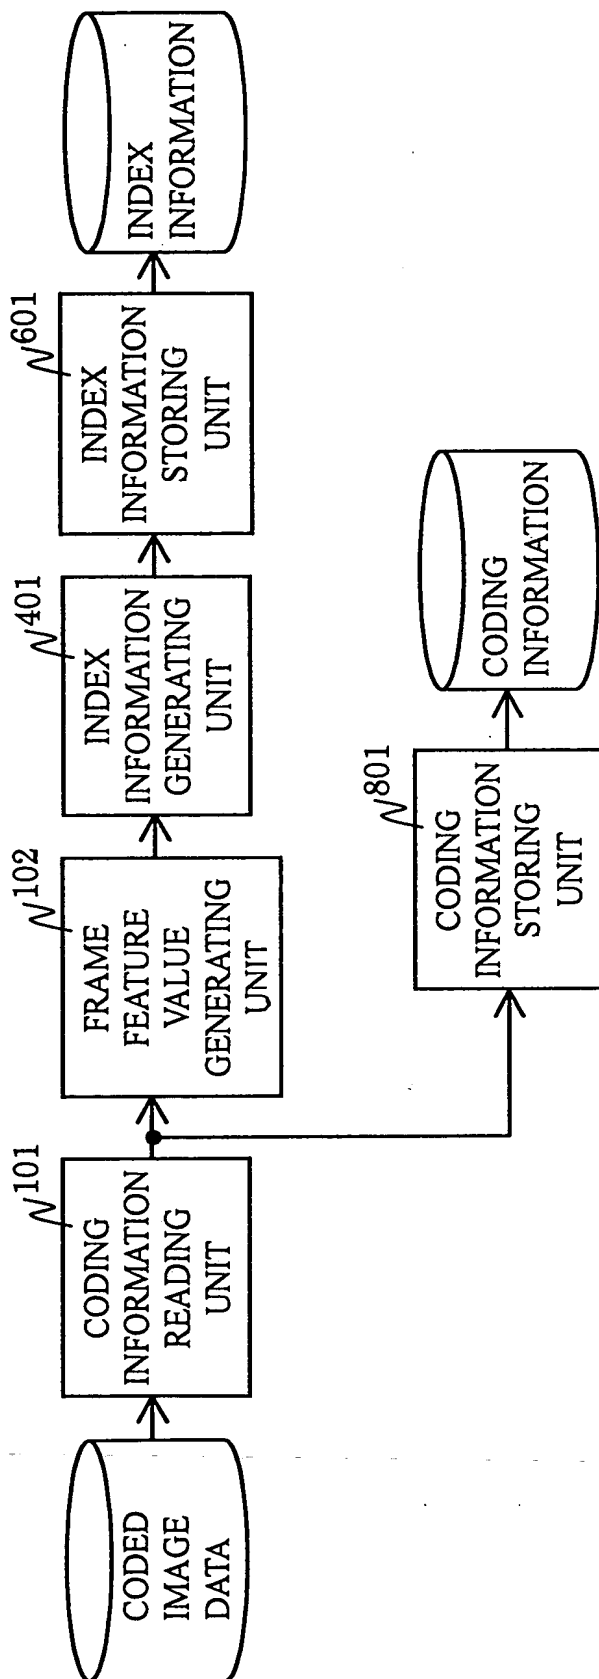 CODED
IMAGE
DATA
101
CODING
INFORMATION
READING
UNIT
102
FRAME
FEATURE
VALUE
GENERATING
UNIT
401
INDEX
INFORMATION
GENERATING
UNIT
601
INDEX
INFORMATION
STORING
UNIT
INDEX
INFORMATION
801
CODING
INFORMATION
STORING
UNIT
CODING
INFORMATION